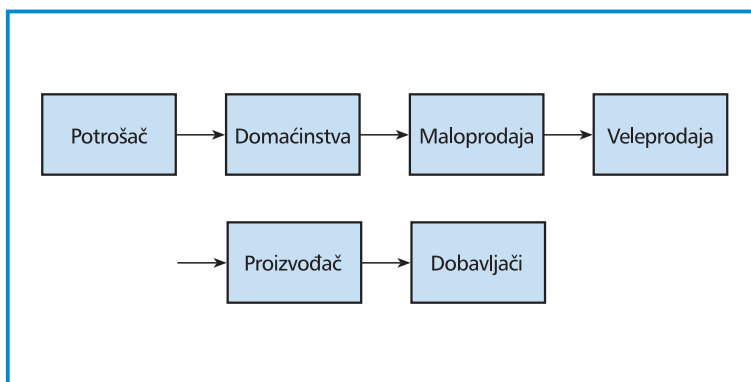 Potrošač
Domaćinstva
Maloprodaja
Veleprodaja
Proizvođač
Dobavljači